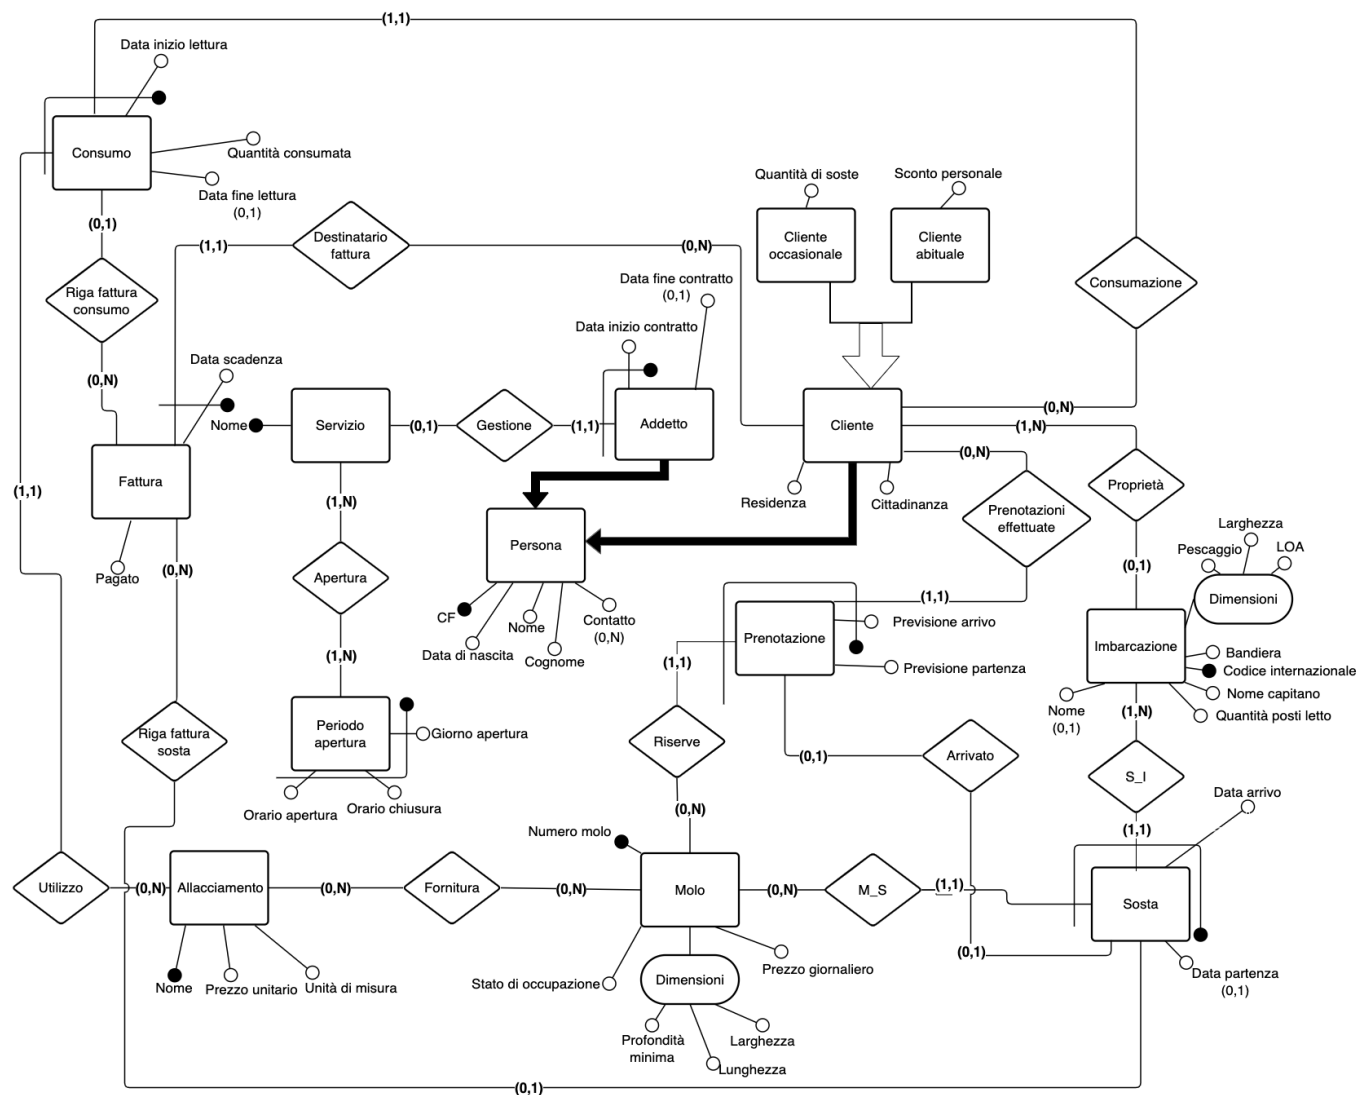 (1,1)
Data inizio lettura
Consumo
Quantità consumata
Data fine lettura
(0,1)
Quantità di soste
Sconto personale
(0,1)
Destinatario
fattura
(1,1)
(0,N)
Cliente
occasionale
Cliente
abituale
Consumazione
Riga fattura
consumo
Data fine contratto
(0,1)
Data inizio contratto
Data scadenza
(0,N)
Nome
Servizio
(0,1)
Gestione
(1,1)
Addetto
Cliente
(0,N)
(1,N)
(0,N)
Fattura
(1,1)
(1,N)
Residenza
Cittadinanza
Prenotazioni
effettuate
Proprietà
Larghezza
Pescaggio
LOA
Persona
Pagato
(0,N)
Apertura
(0,1)
Dimensioni
CF
Data di nascita
Nome
Cognome
Contatto
(0,N)
(1,1)
Prenotazione
Previsione arrivo
Previsione partenza
Imbarcazione
Bandiera
Codice internazionale
Nome capitano
Quantità posti letto
Nome
(0,1)
(1,N)
(1,N)
(1,1)
Periodo
apertura
Giorno apertura
Orario apertura
Orario chiusura
Riga fattura
sosta
Riserve
(0,1)
Arrivato
S_I
Data arrivo
(0,N)
Numero molo
(1,1)
Utilizzo
(0,N)
Allacciamento
(0,N)
Fornitura
(0,N)
Molo
(0,N)
M_S
(1,1)
Sosta
(0,1)
Nome
Prezzo unitario
Unità di misura
Stato di occupazione
Dimensioni
Prezzo giornaliero
Data partenza
(0,1)
Profondità
minima
Larghezza
Lunghezza
(0,1)